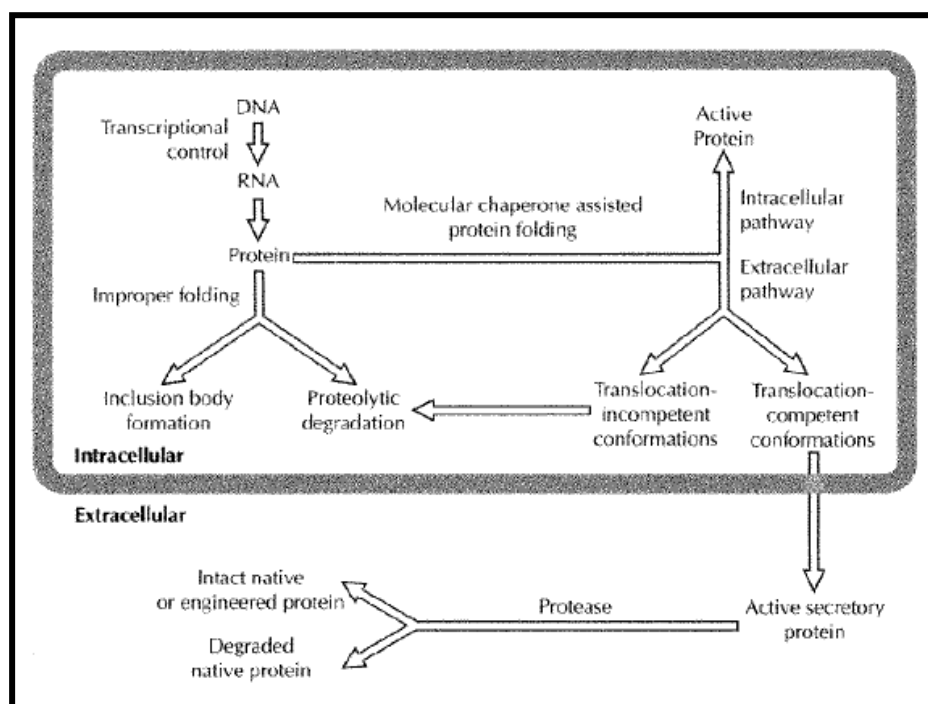 DNA
Transcriptional
control
RNA
Protein
Improper folding
Inclusion body
formation
Proteolytic
degradation
Molecular chaperone assisted
protein folding
Active
Protein
Intracellular
pathway
Extracellular
pathway
Translocation-
incompetent
conformations
Translocation-
competent
conformations
Intracellular
Extracellular
Active secretory
protein
Protease
Intact native
or engineered protein
Degraded
native protein